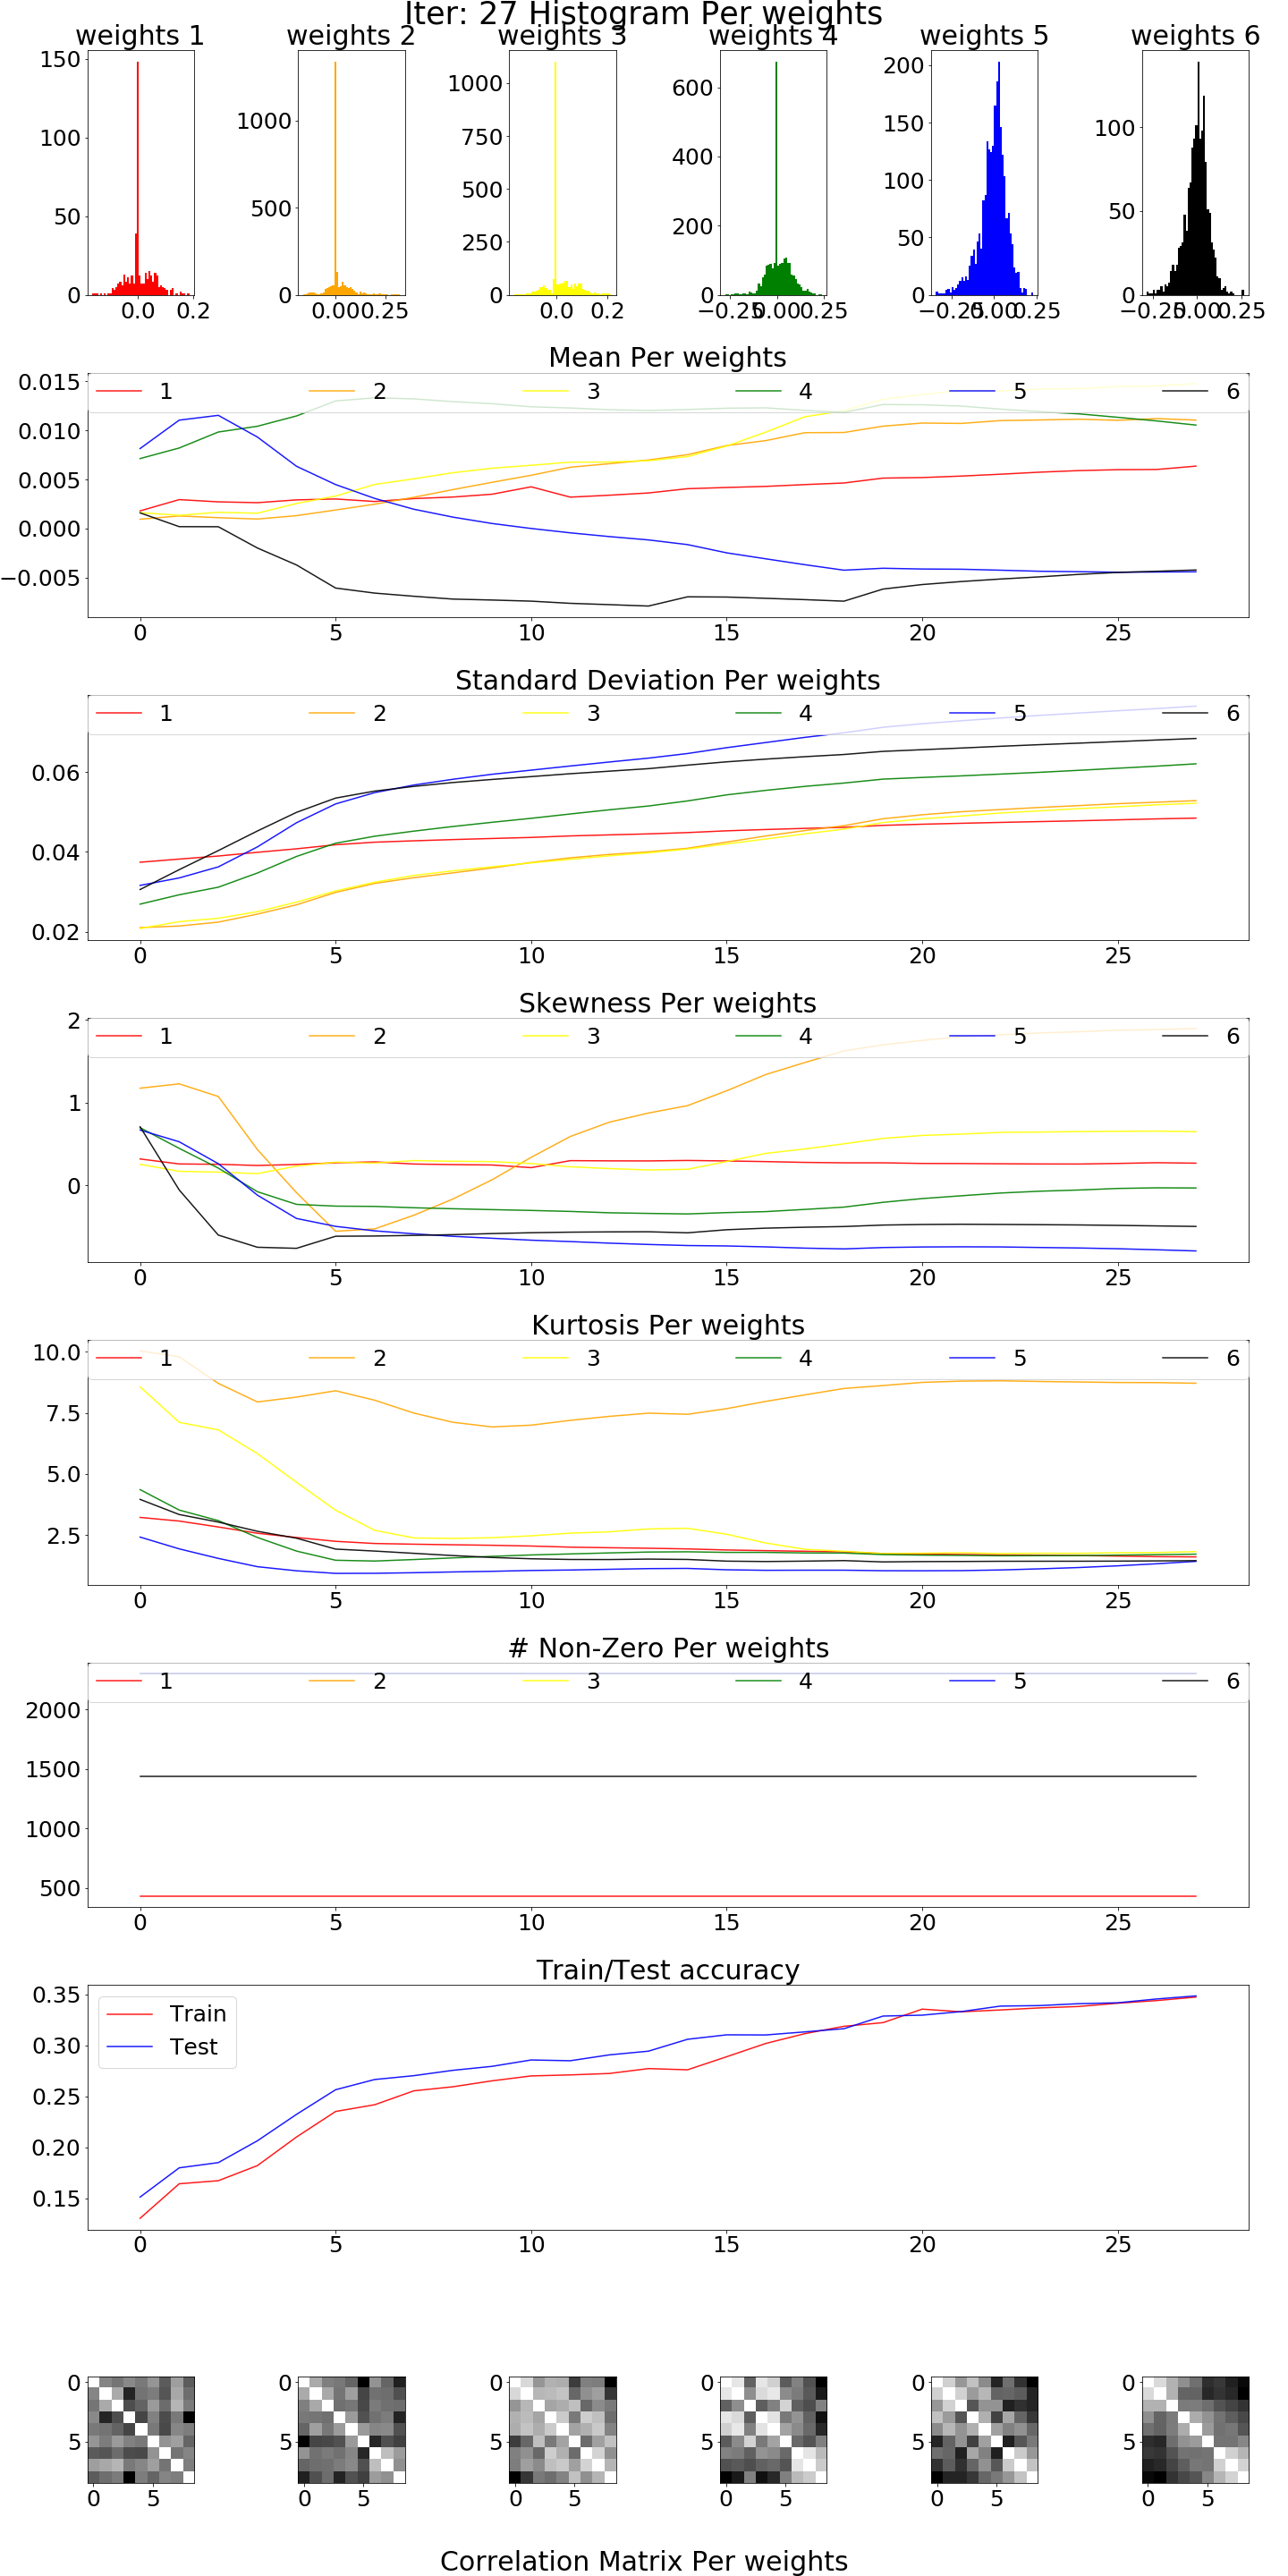 Iter: 27 Histogram Per weights
weights 1 weights 2 weights 3 weights 4 weights 5 weights 6
150
100
50
0
0.0 0.2
1000
500
0
0.00 0.25
1000
750
500
250
0
0.0 0.2
600
400
200
0
−0.25 0.00 0.25
200
150
100
50
0
−0.25 0.00 0.25
100
50
0
−0.25 0.00 0.25
Mean Per weights
1 2 3 4 5 6
0.015
0.010
0.005
0.000
−0.005
0 5 10 15 20 25
Standard Deviation Per weights
1 2 3 4 5 6
0.06
0.04
0.02
0 5 10 15 20 25
Skewness Per weights
1 2 3 4 5 6
2
1
0
0 5 10 15 20 25
Kurtosis Per weights
1 2 3 4 5 6
10.0
7.5
5.0
2.5
0 5 10 15 20 25
# Non-Zero Per weights
1 2 3 4 5 6
2000
1500
1000
500
0 5 10 15 20 25
Train/Test accuracy
Train
Test
0.35
0.30
0.25
0.20
0.15
0 5 10 15 20 25
0
5
0 5
0
5
0 5
0
5
0 5
0
5
0 5
0
5
0 5
0
5
0 5
Correlation Matrix Per weights